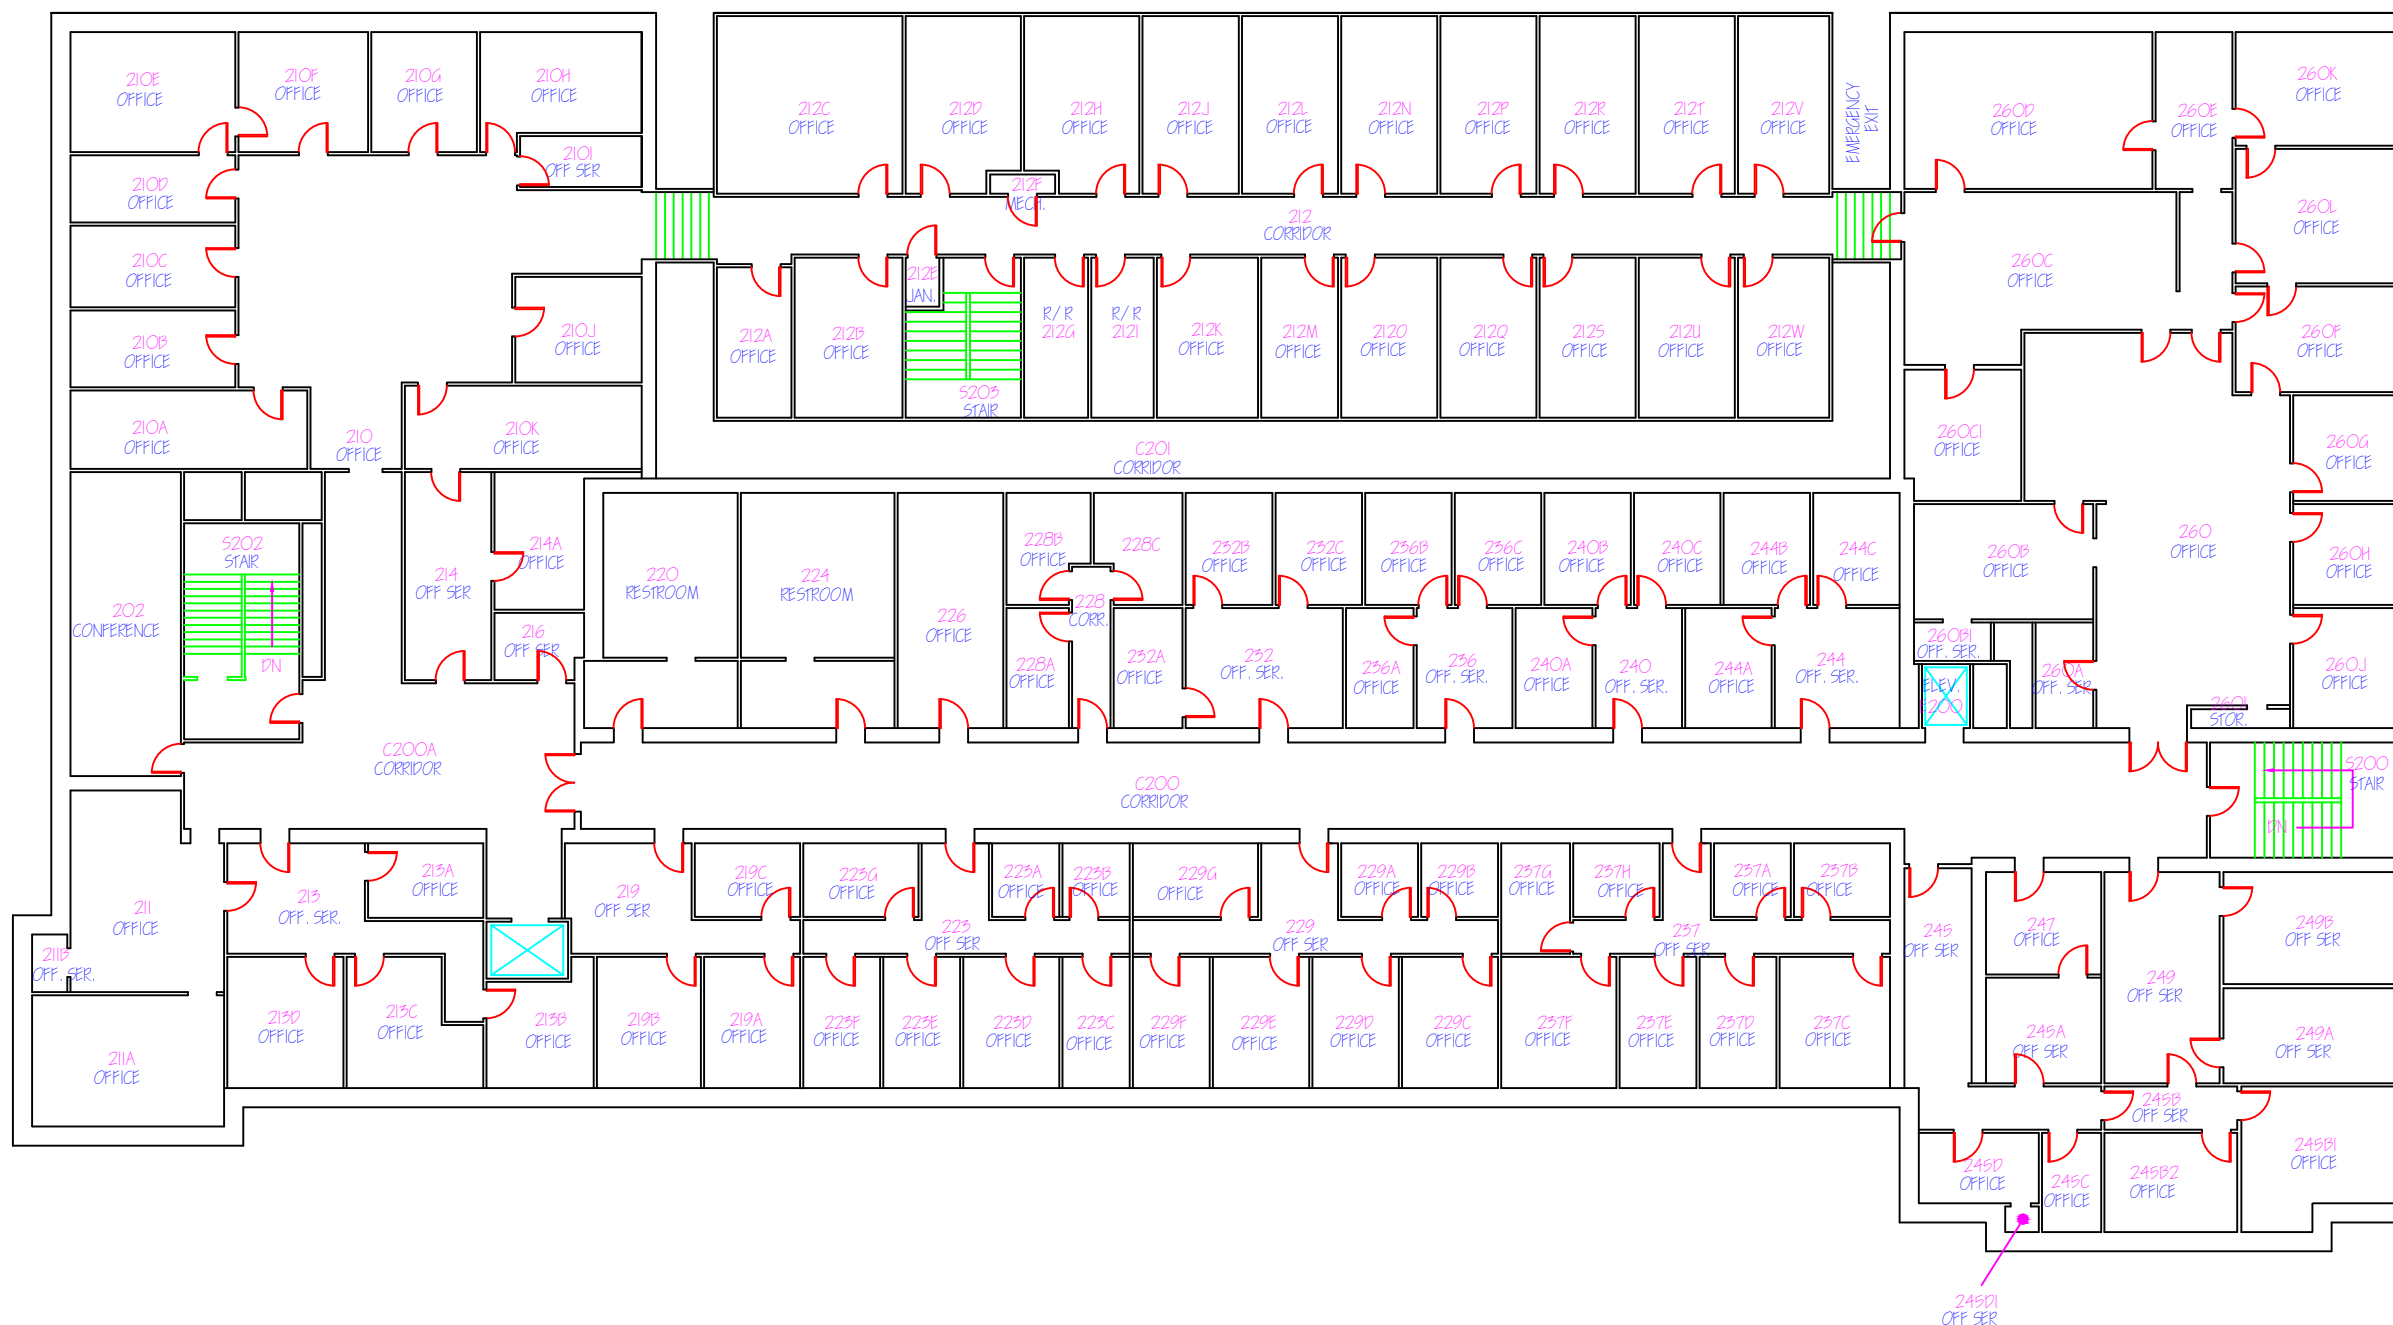 210E
OFFICE
210F
OFFICE
210G
OFFICE
210H
OFFICE
210I
OFF SER
210D
OFFICE
210C
OFFICE
210B
OFFICE
210J
OFFICE
210A
OFFICE
210
OFFICE
210K
OFFICE
212C
OFFICE
212D
OFFICE
212H
OFFICE
212J
OFFICE
212L
OFFICE
212N
OFFICE
212P
OFFICE
212R
OFFICE
212T
OFFICE
212V
OFFICE
EMERGENCY
EXIT
212F
MECH.
212
CORRIDOR
212E
JAN.
212A
OFFICE
212B
OFFICE
S203
STAIR
R/R
212G
R/R
212I
212K
OFFICE
212M
OFFICE
212O
OFFICE
212Q
OFFICE
212S
OFFICE
212U
OFFICE
212W
OFFICE
C201
CORRIDOR
260D
OFFICE
260E
OFFICE
260K
OFFICE
260L
OFFICE
260C
OFFICE
260F
OFFICE
260C1
OFFICE
260G
OFFICE
260
OFFICE
260B
OFFICE
260H
OFFICE
260B1
OFF. SER.
260A
OFF. SER
260J
OFFICE
260I
STOR.
ELEV.
E200
S202
STAIR
DN
202
CONFERENCE
214
OFF SER
214A
OFFICE
216
OFF SER
220
RESTROOM
224
RESTROOM
226
OFFICE
228B
OFFICE
228C
228
CORR.
228A
OFFICE
232B
OFFICE
232C
OFFICE
232A
OFFICE
232
OFF. SER.
236B
OFFICE
236C
OFFICE
236A
OFFICE
236
OFF. SER.
240B
OFFICE
240C
OFFICE
240A
OFFICE
240
OFF. SER.
244B
OFFICE
244C
OFFICE
244A
OFFICE
244
OFF. SER.
C200A
CORRIDOR
C200
CORRIDOR
S200
STAIR
DN
211
OFFICE
211B
OFF. SER.
211A
OFFICE
213
OFF. SER.
213A
OFFICE
213D
OFFICE
213C
OFFICE
213B
OFFICE
219
OFF SER
219C
OFFICE
219B
OFFICE
219A
OFFICE
223G
OFFICE
223A
OFFICE
223B
OFFICE
223
OFF SER
223F
OFFICE
223E
OFFICE
223D
OFFICE
223C
OFFICE
229G
OFFICE
229A
OFFICE
229B
OFFICE
229
OFF SER
229F
OFFICE
229E
OFFICE
229D
OFFICE
229C
OFFICE
237G
OFFICE
237H
OFFICE
237A
OFFICE
237B
OFFICE
237
OFF SER
237F
OFFICE
237E
OFFICE
237D
OFFICE
237C
OFFICE
245
OFF SER
247
OFFICE
249B
OFF SER
249
OFF SER
245A
OFF SER
249A
OFF SER
245B
OFF SER
245B1
OFFICE
245D
OFFICE
245C
OFFICE
245B2
OFFICE
245D1
OFF SER